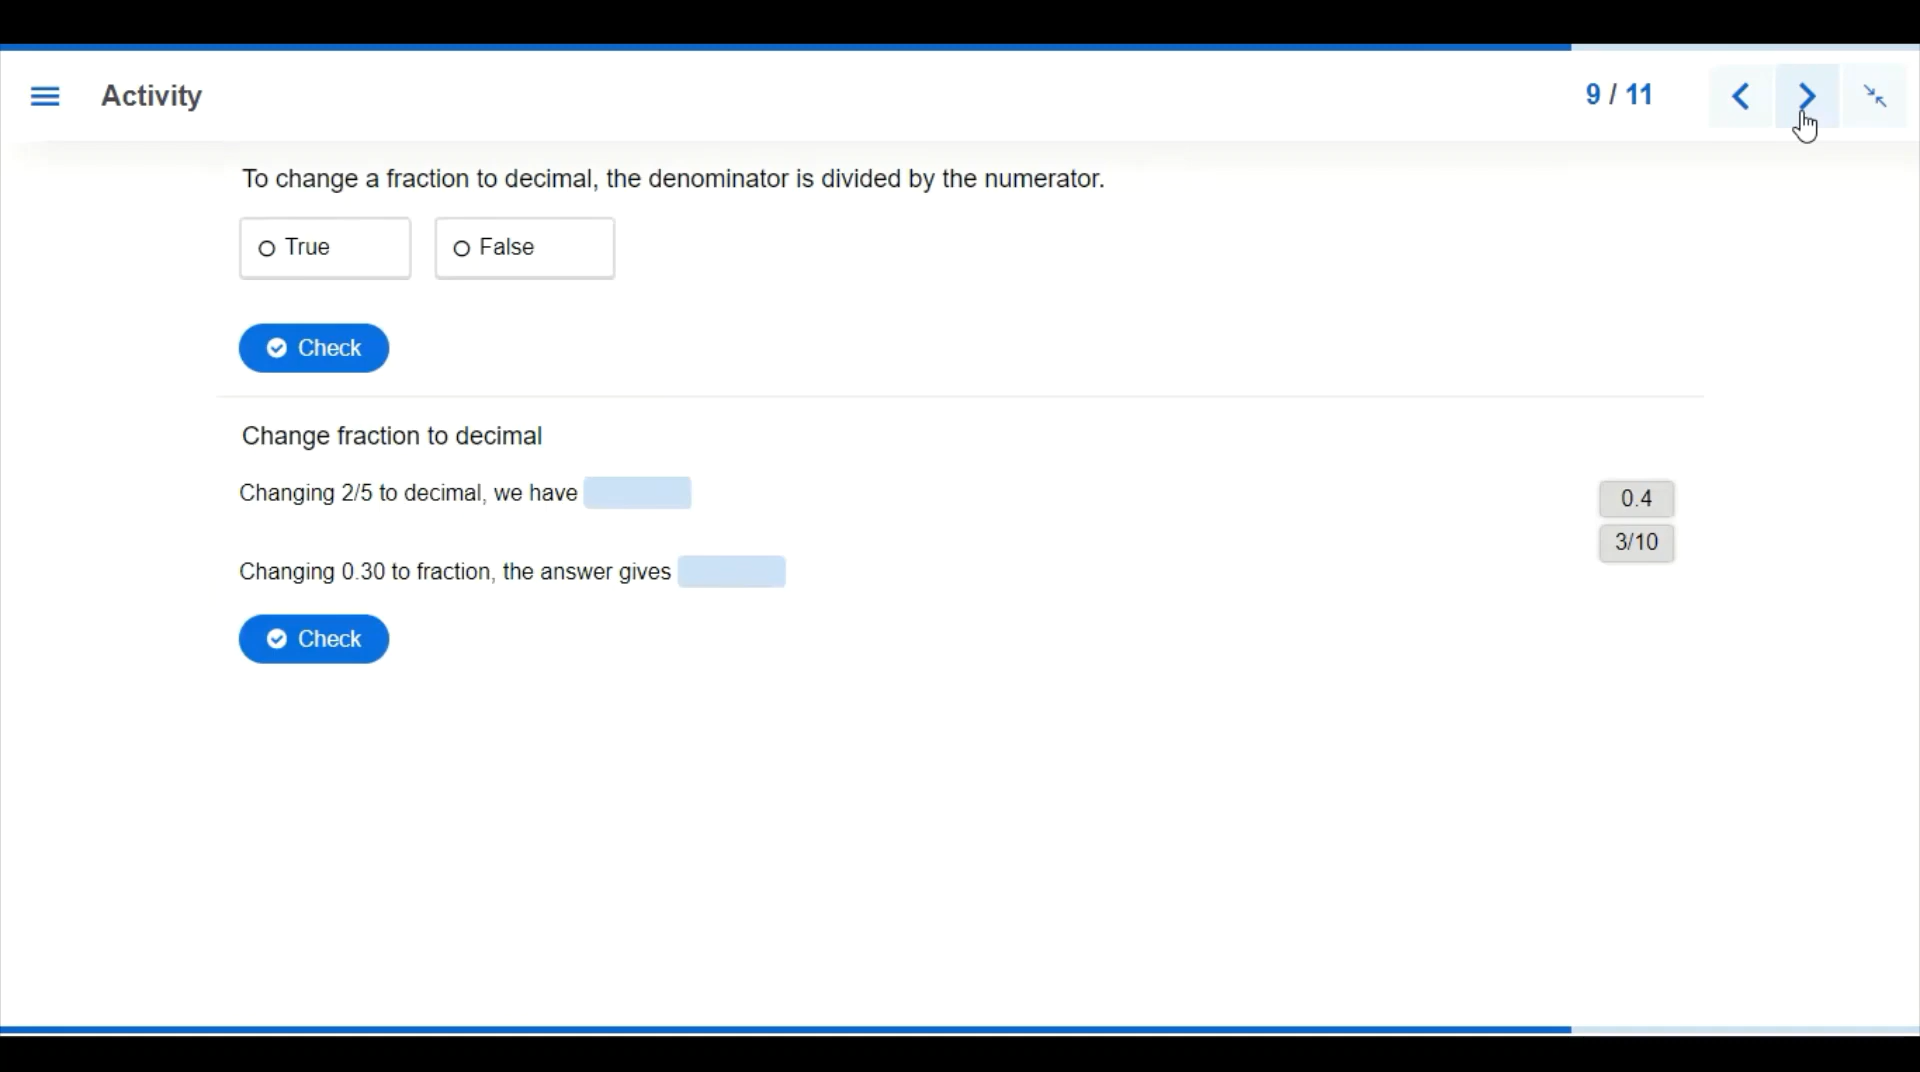 Activity
9 / 11
To change a fraction to decimal, the denominator is divided by the numerator.
True
False
Check
Change fraction to decimal
Changing 2/5 to decimal, we have
0.4
3/10
Changing 0.30 to fraction, the answer gives
Check